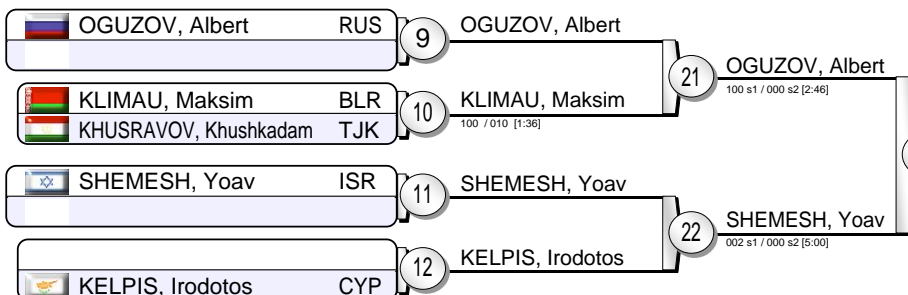 OGUZOV, Albert RUS
9
OGUZOV, Albert
21
OGUZOV, Albert
100 s1 / 000 s2 [2:46]
KLIMAU, Maksim BLR
KHUSRAVOV, Khushkadam TJK
10
KLIMAU, Maksim
100 / 010 [1:36]
SHEMESH, Yoav ISR
11
SHEMESH, Yoav
22
SHEMESH, Yoav
002 s1 / 000 s2 [5:00]
12
KELPIS, Irodotos
KELPIS, Irodotos CYP